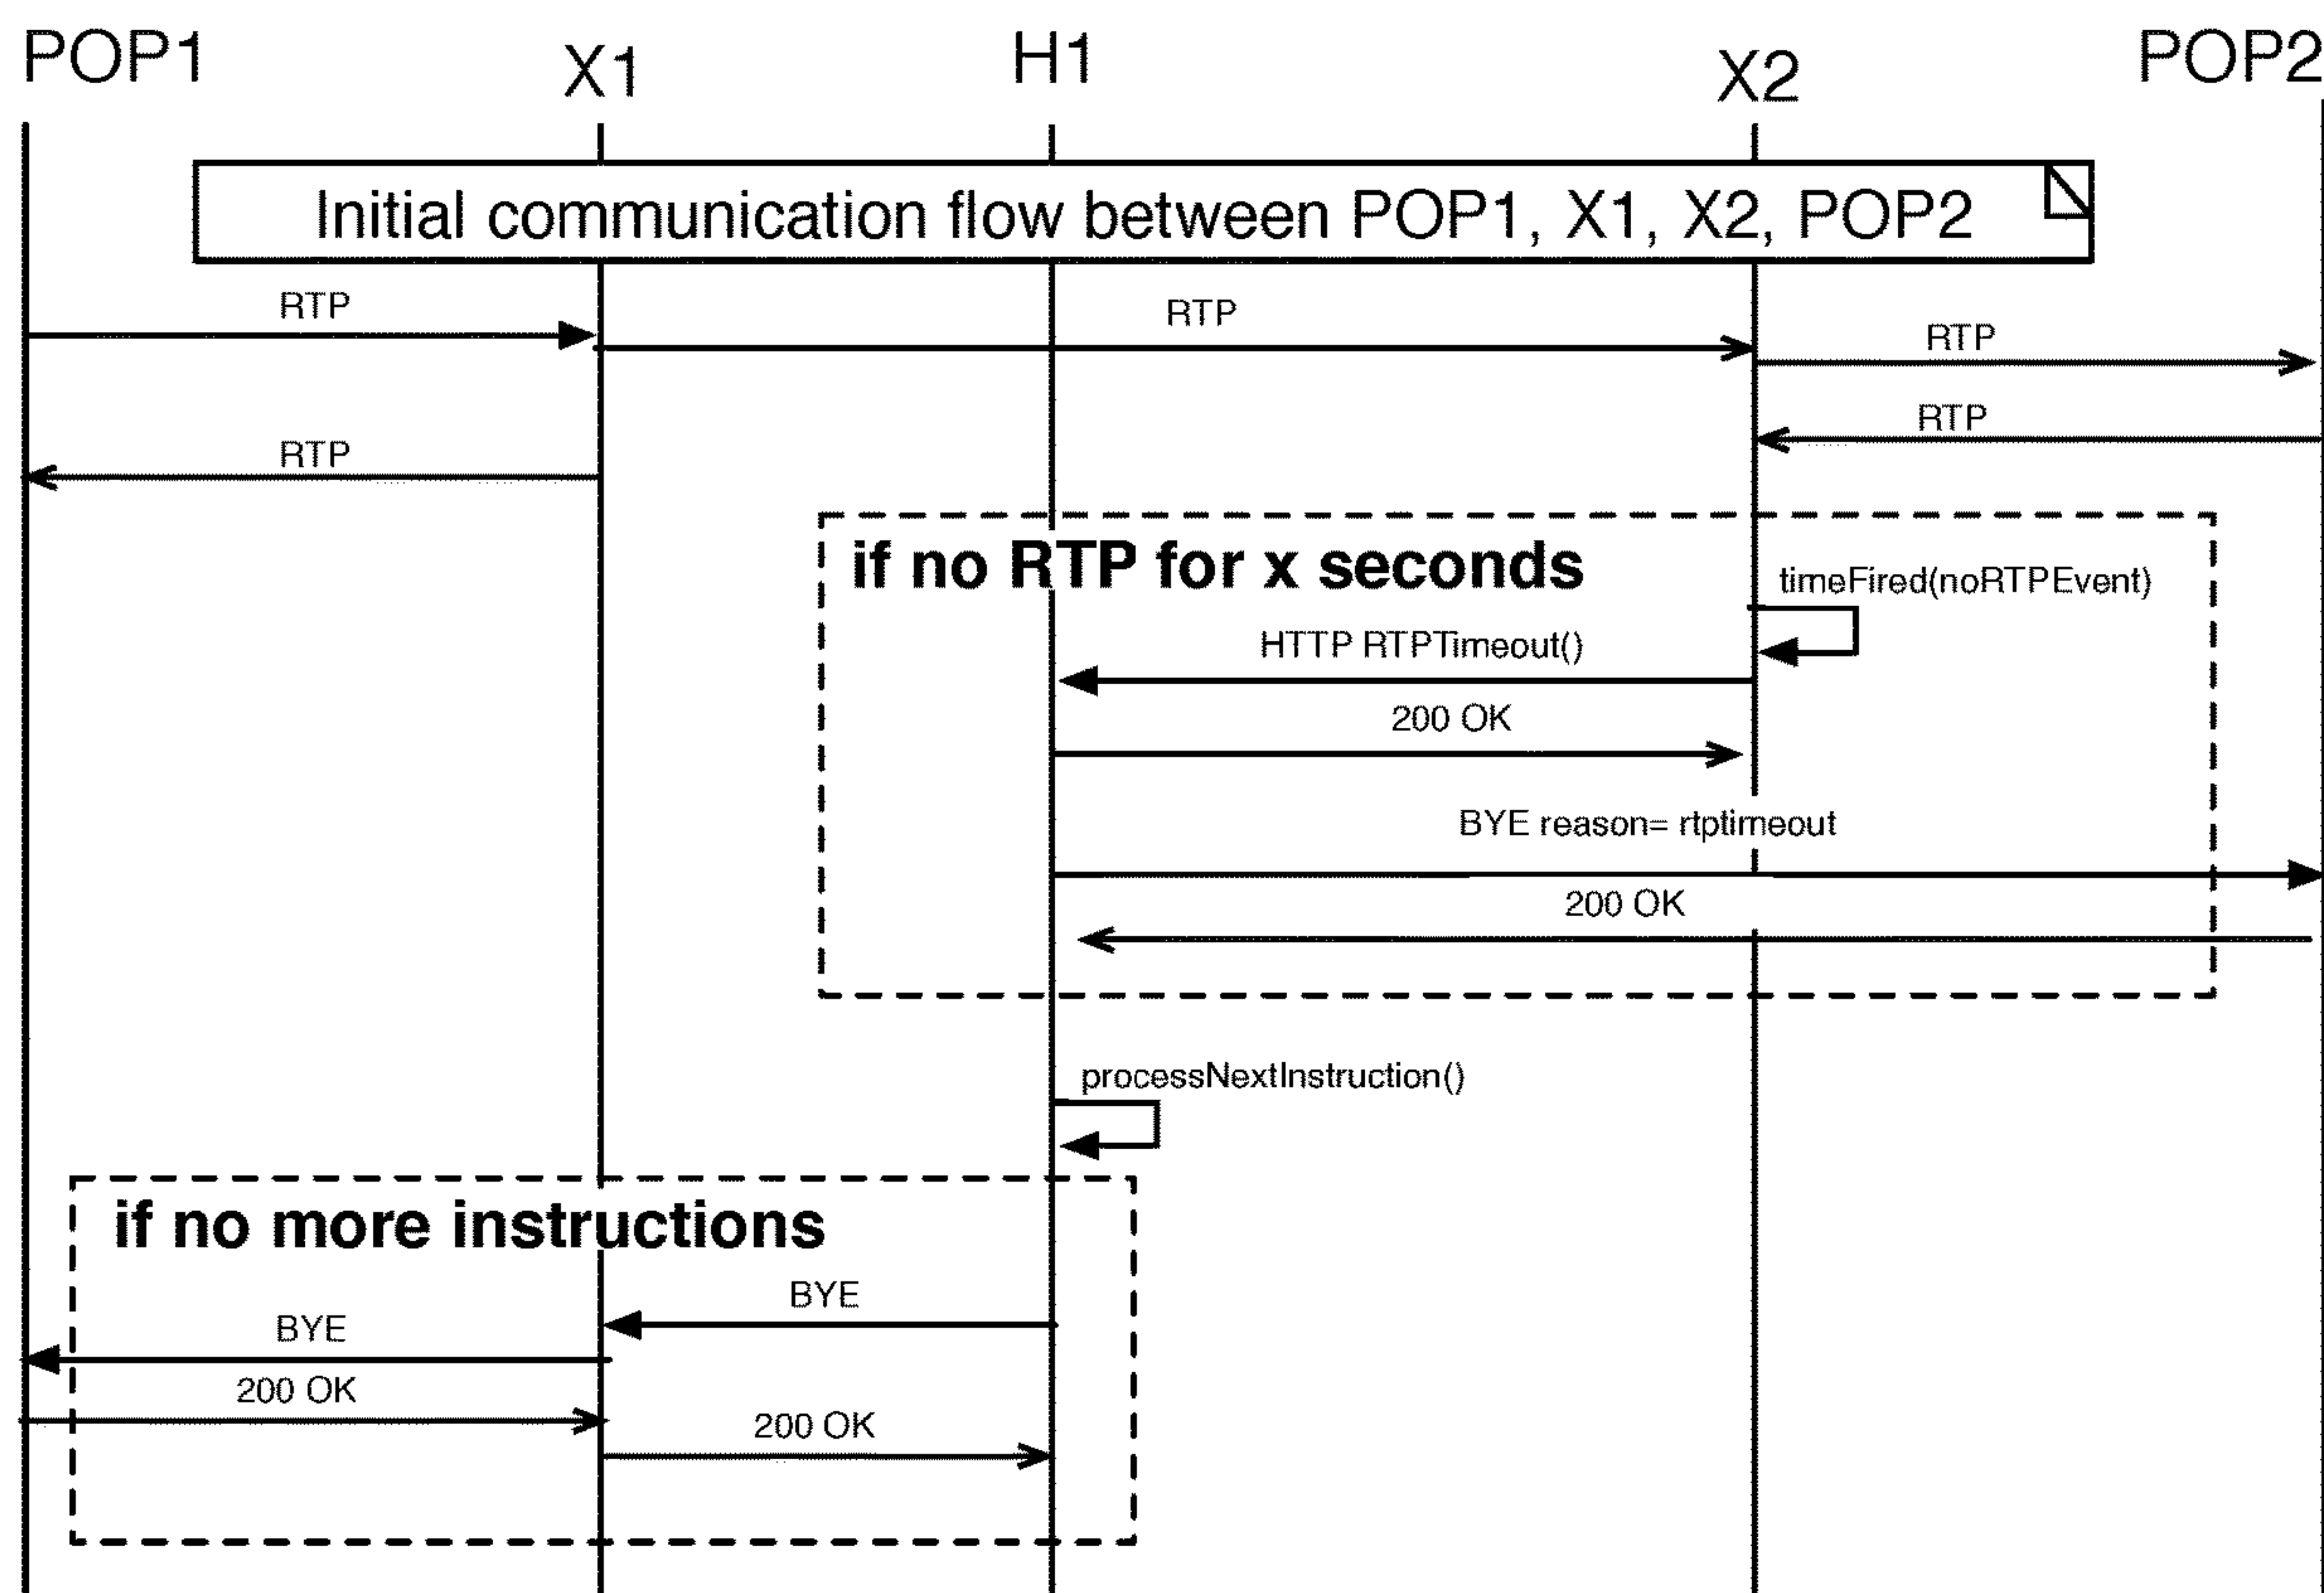 POP1
X1
H1
X2
POP2
Initial communication flow between POP1, X1, X2, POP2
RTP
RTP
RTP
RTP
RTP
if no RTP for x seconds
timeFired(noRTPEvent)
HTTP RTPTimeout()
200 OK
BYE reason= rtptimeout
200 OK
processNextInstruction()
if no more instructions
BYE
BYE
200 OK
200 OK